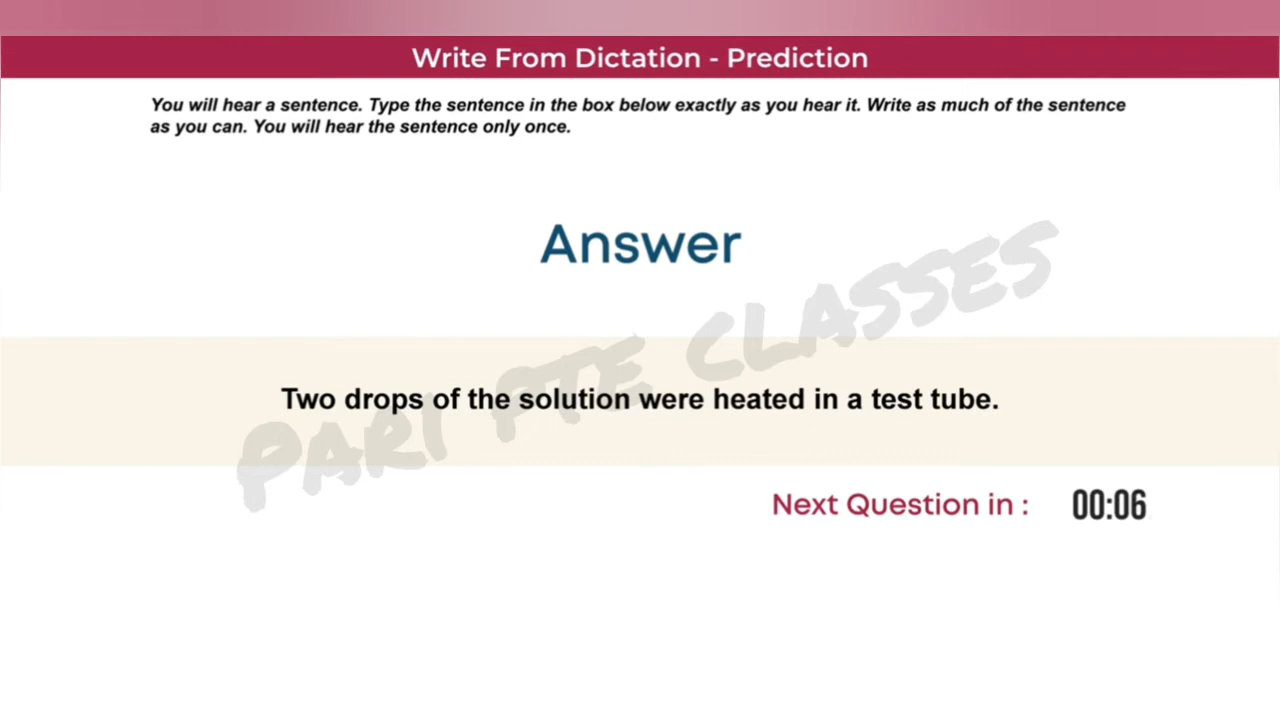 Write From Dictation - Prediction
You will hear a sentence. Type the sentence in the box below exactly as you hear it. Write as much of the sentence
as you can. You will hear the sentence only once.
Answer
PARI PTE CLASSES
Two drops of the solution were heated in a test tube.
Next Question in : 00:06